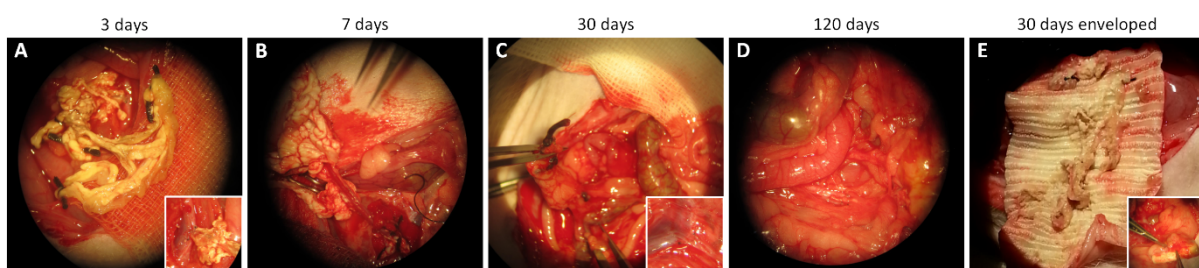 3 days
7 days
30 days
120 days
30 days enveloped
A
B
C
D
E